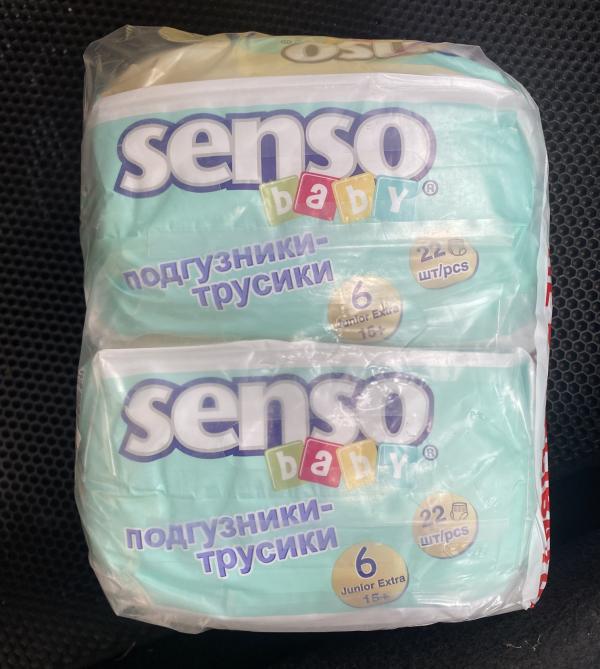 senso
baby®
подгузники-
трусики
22
шт/pcs
6
Junior Extra
15+
senso
baby®
подгузники-
трусики
22
шт/pcs
6
Junior Extra
15+